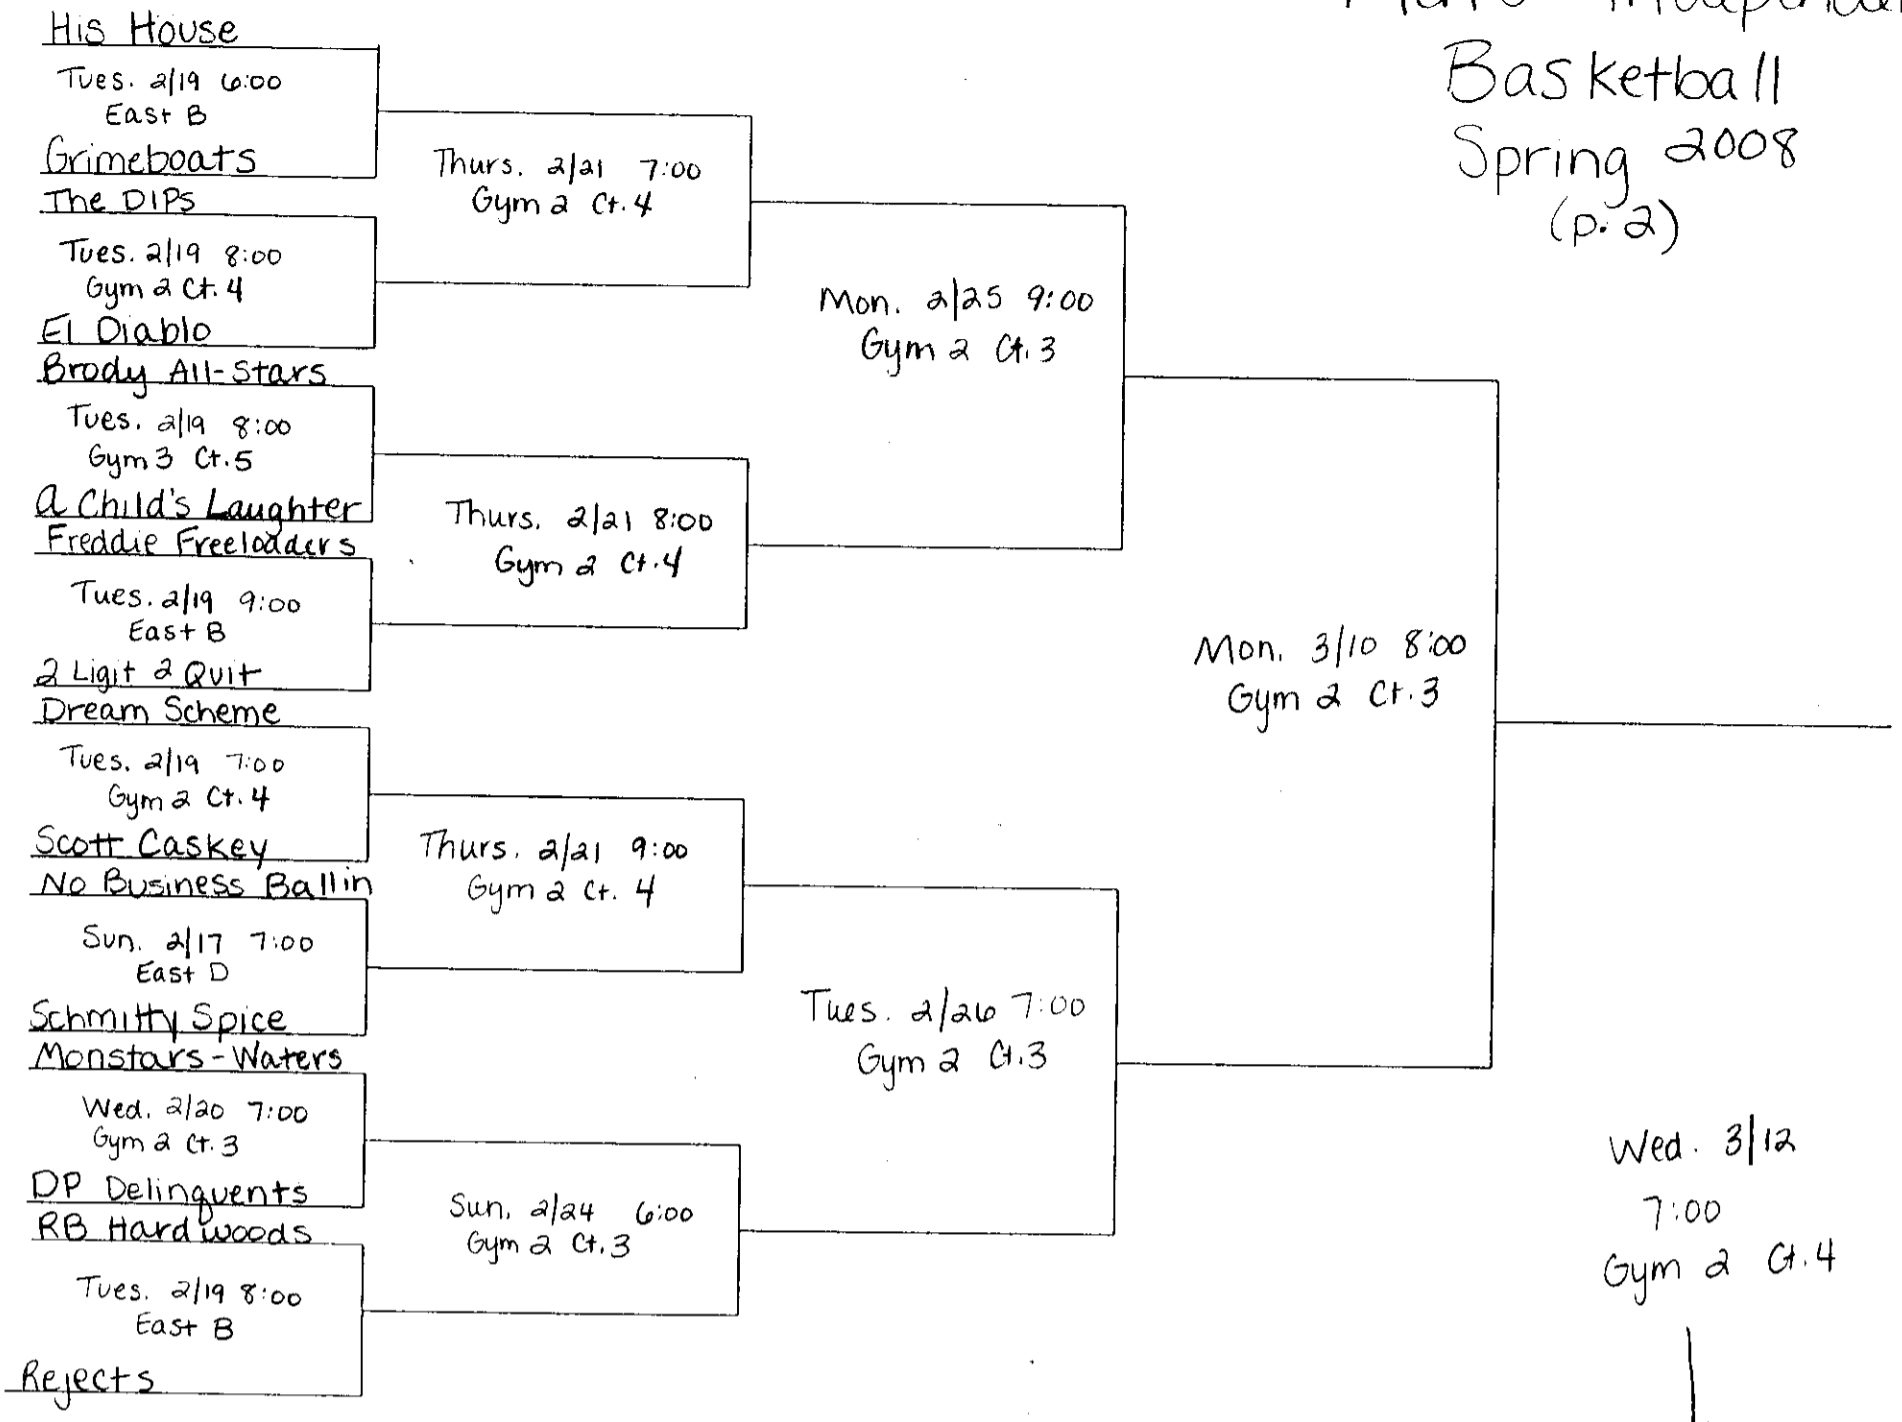 Basketball
Spring 2008
(p. 2)
His House
Tues. 2/19 6:00
East B
Grimeboats
The DIPs
Tues. 2/19 8:00
Gym 2 Ct. 4
El Diablo
Brody All-Stars
Tues. 2/19 8:00
Gym 3 Ct. 5
A Child's Laughter
Freddie Freeloaders
Tues. 2/19 9:00
East B
2 Ligit 2 Quit
Dream Scheme
Tues. 2/19 7:00
Gym 2 Ct. 4
Scott Caskey
No Business Ballin
Sun. 2/17 7:00
East D
Schmitty Spice
Monstars-Waters
Wed. 2/20 7:00
Gym 2 Ct. 3
DP Delinquents
RB Hardwoods
Tues. 2/19 8:00
East B
Rejects
Thurs. 2/21 7:00
Gym 2 Ct. 4
Thurs. 2/21 8:00
Gym 2 Ct. 4
Thurs. 2/21 9:00
Gym 2 Ct. 4
Sun. 2/24 6:00
Gym 2 Ct. 3
Mon. 2/25 9:00
Gym 2 Ct. 3
Tues. 2/26 7:00
Gym 2 Ct. 3
Mon. 3/10 8:00
Gym 2 Ct. 3
Wed. 3/12
7:00
Gym 2 Ct. 4